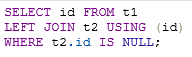 SELECT id FROM t1
LEFT JOIN t2 USING (id)
WHERE t2.id IS NULL;